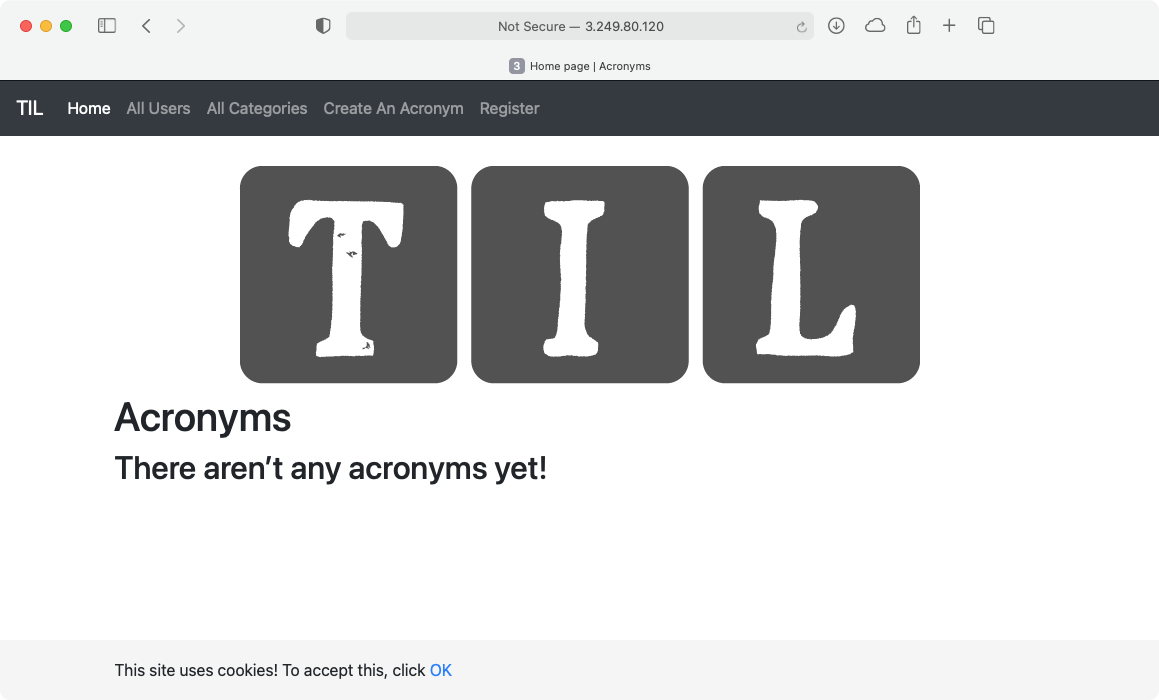 Not Secure — 3.249.80.120
3 Home page | Acronyms
TIL Home All Users All Categories Create An Acronym Register
T I L
Acronyms
There aren’t any acronyms yet!
This site uses cookies! To accept this, click OK